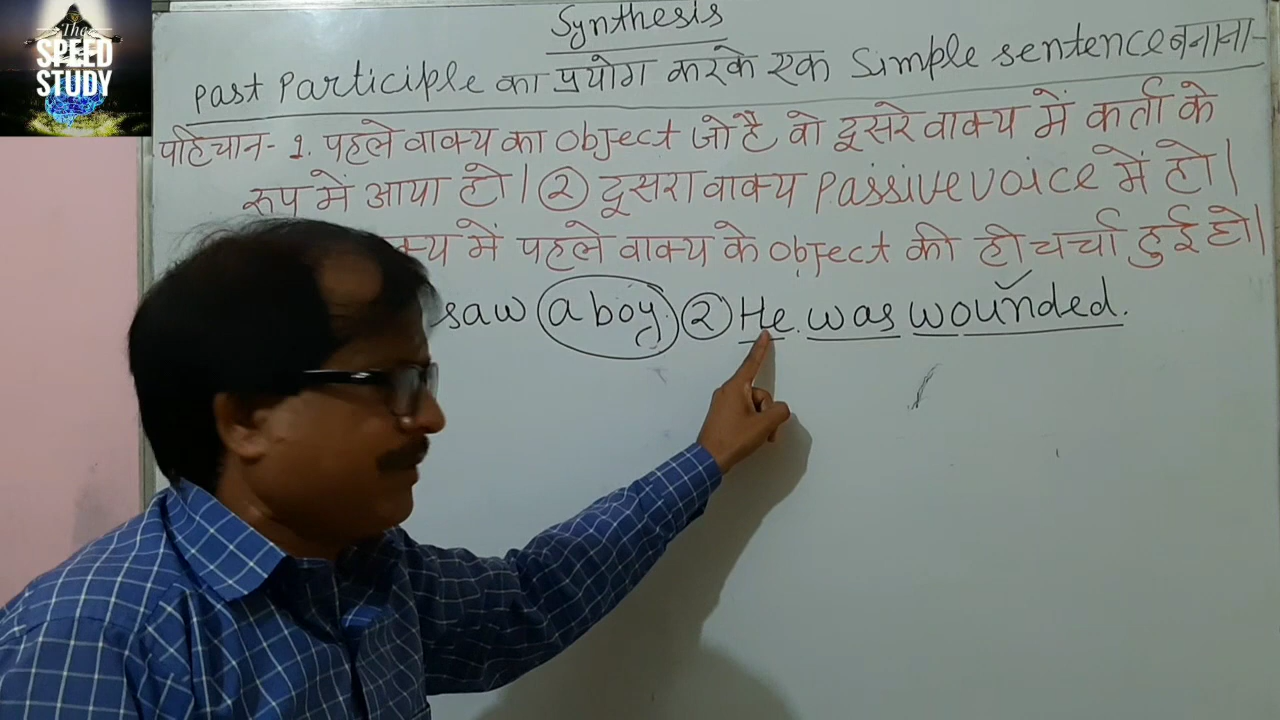 The
SPEED
STUDY
Synthesis
Past Participle का प्रयोग करके एक Simple sentence बनाना-
पहिचान- 1. पहले वाक्य का object जो है, वो दूसरे वाक्य में कर्ता के
रूप में आया हो। ② दूसरा वाक्य Passive voice में हो।
वाक्य में पहले वाक्य के object की ही चर्चा हुई हो।
saw a boy. ② He was wounded.